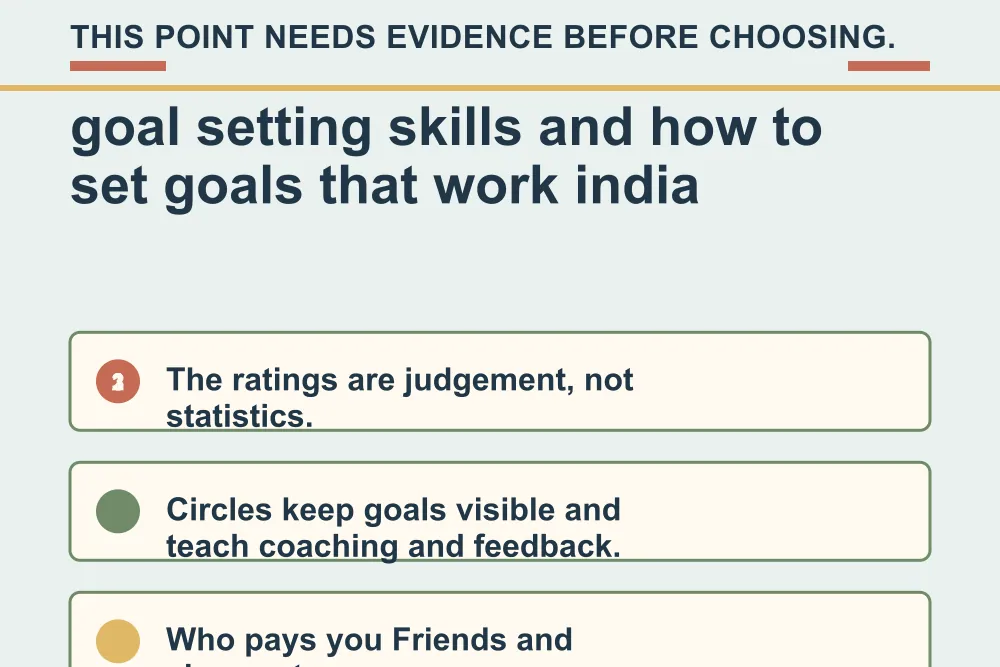 THIS POINT NEEDS EVIDENCE BEFORE CHOOSING.
goal setting skills and how to
set goals that work india
The ratings are judgement, not
statistics.
Circles keep goals visible and
teach coaching and feedback.
Who pays you Friends and